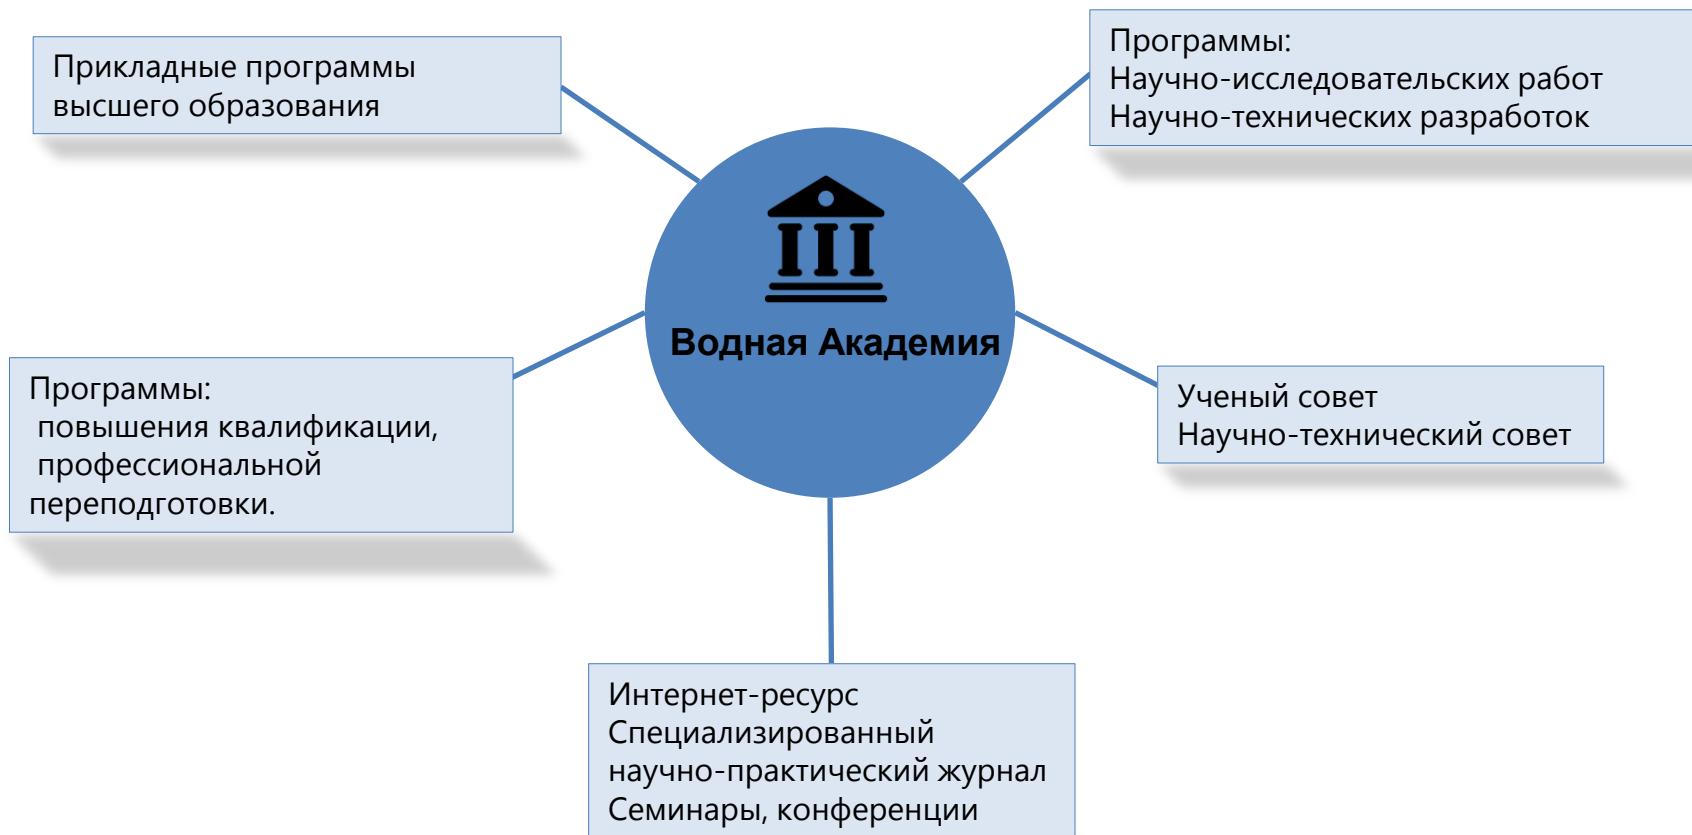 Прикладные программы
высшего образования
Программы:
Научно-исследовательских работ
Научно-технических разработок
Водная Академия
Программы:
повышения квалификации,
профессиональной
переподготовки.
Ученый совет
Научно-технический совет
Интернет-ресурс
Специализированный
научно-практический журнал
Семинары, конференции